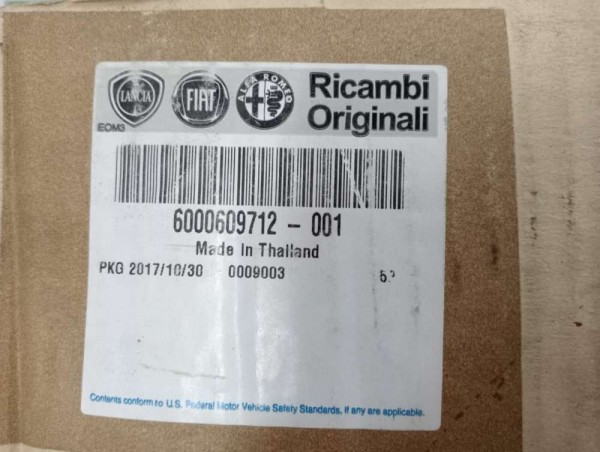 LANCIA FIAT ALFA ROMEO Ricambi
Originali
EOM3
6000609712 - 001
Made In Thailand
PKG 2017/10/30 0009003
Contents conform to U.S. Federal Motor Vehicle Safety Standards, if any are applicable.